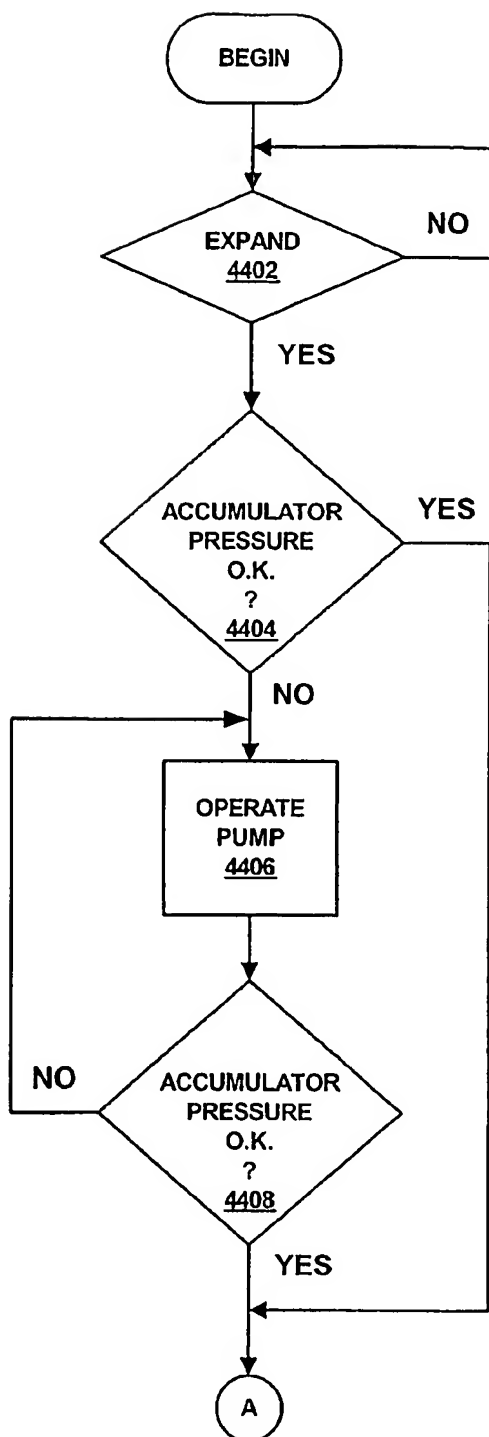 BEGIN
EXPAND
4402
NO
YES
ACCUMULATOR
PRESSURE
O.K.
?
4404
YES
NO
OPERATE
PUMP
4406
ACCUMULATOR
PRESSURE
O.K.
?
4408
NO
YES
A